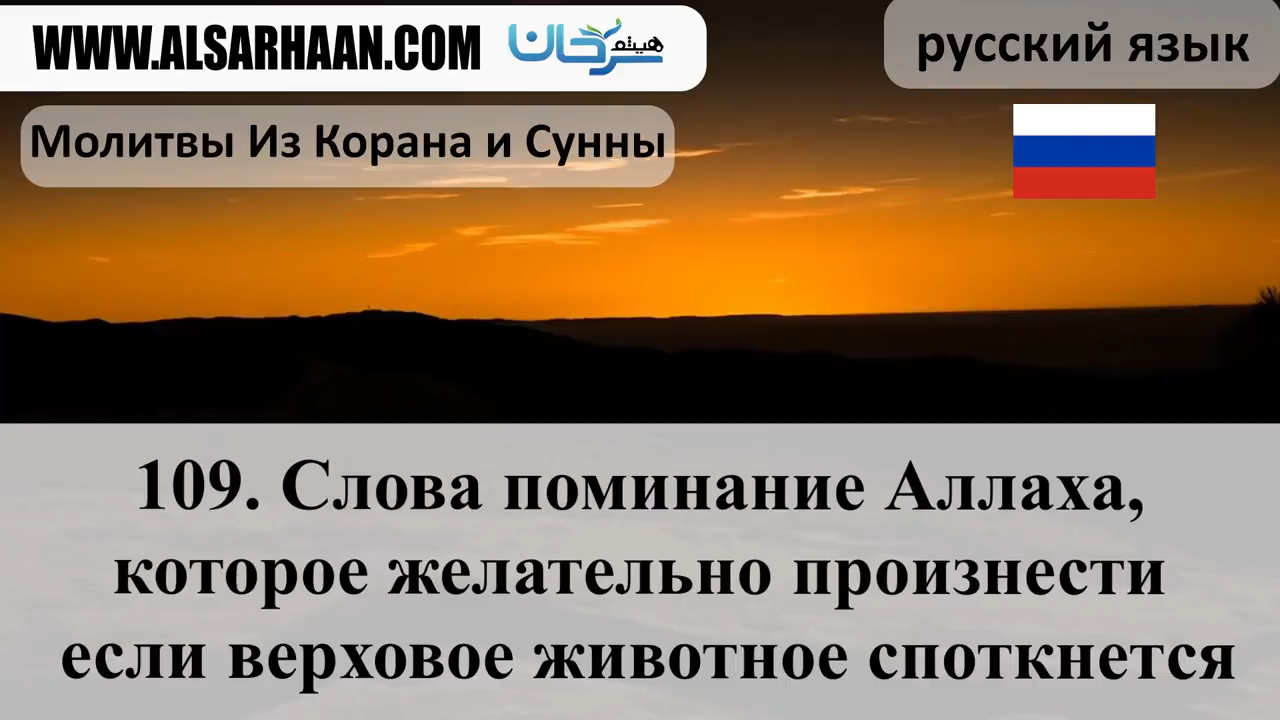 WWW.ALSARHAAN.COM
هيثم سرحان
русский язык
Молитвы Из Корана и Сунны
109. Слова поминание Аллаха,
которое желательно произнести
если верховое животное споткнется